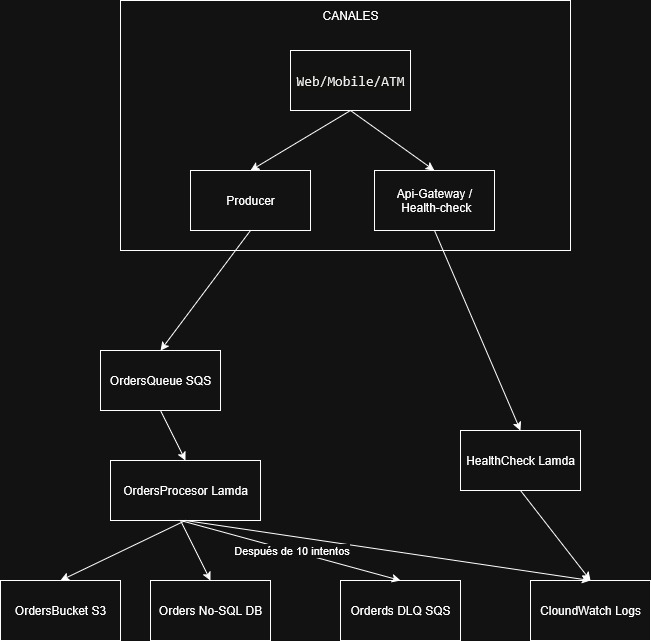 CANALES
Web/Mobile/ATM
Producer
Api-Gateway /
Health-check
OrdersQueue SQS
HealthCheck Lamda
OrdersProcesor Lamda
Después de 10 intentos
OrdersBucket S3
Orders No-SQL DB
Orderds DLQ SQS
CloundWatch Logs